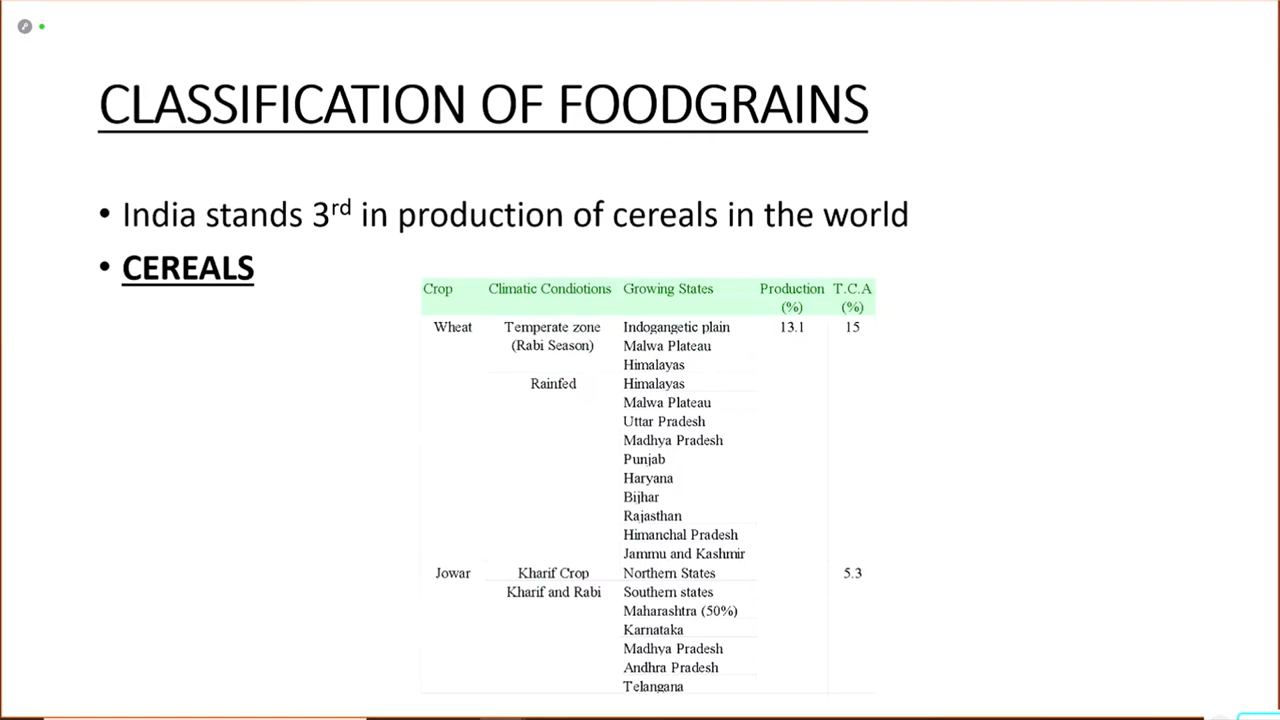 CLASSIFICATION OF FOODGRAINS
• India stands 3rd in production of cereals in the world
• CEREALS
Crop Climatic Condiotions Growing States Production (%) T.C.A (%)
Wheat Temperate zone Indogangetic plain 13.1 15
(Rabi Season) Malwa Plateau
Himalayas
Rainfed Himalayas
Malwa Plateau
Uttar Pradesh
Madhya Pradesh
Punjab
Haryana
Bijhar
Rajasthan
Himanchal Pradesh
Jammu and Kashmir
Jowar Kharif Crop Northern States 5.3
Kharif and Rabi Southern states
Maharashtra (50%)
Karnataka
Madhya Pradesh
Andhra Pradesh
Telangana